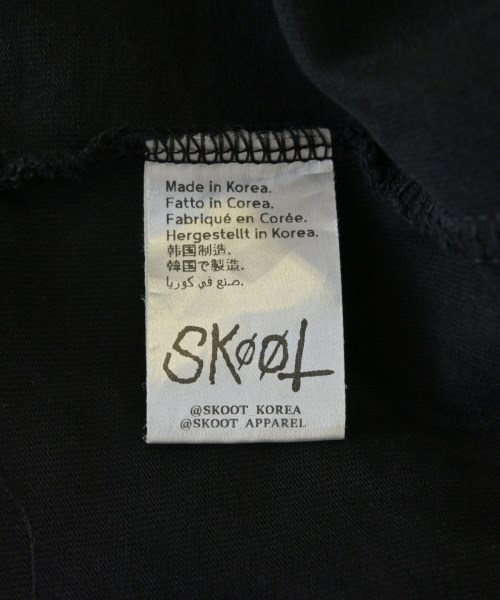 Made in Korea.
Fatto in Corea.
Fabriqué en Corée.
Hergestellt in Korea.
韩国制造.
韓国で製造.
صنع في كوريا.
SKøøt
@SKOOT_KOREA
@SKOOT_APPAREL